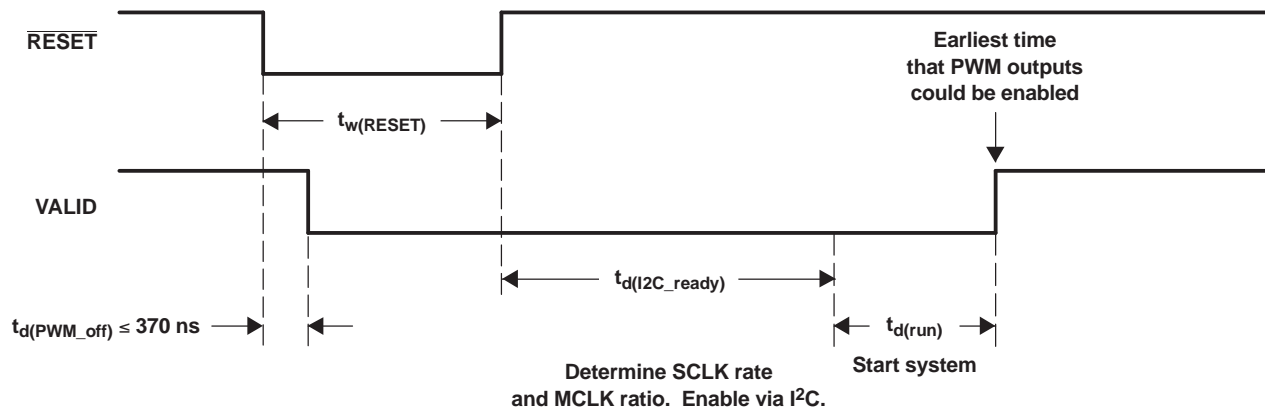 RESET
Earliest time
that PWM outputs
could be enabled
tw(RESET)
VALID
td(I2C_ready)
td(PWM_off) ≤ 370 ns
td(run)
Start system
Determine SCLK rate
and MCLK ratio. Enable via I²C.